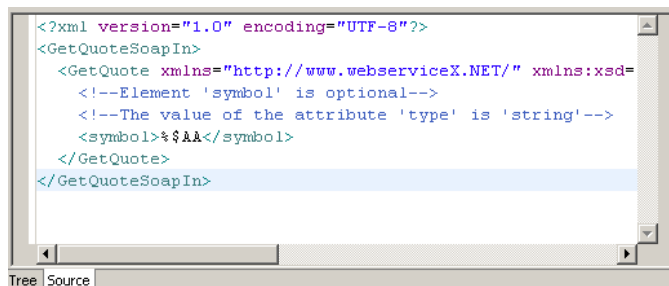 <?xml version="1.0" encoding="UTF-8"?>
<GetQuoteSoapIn>
<GetQuote xmlns="http://www.webserviceX.NET/" xmlns:xsd=
<!--Element 'symbol' is optional-->
<!--The value of the attribute 'type' is 'string'-->
<symbol>%$AA</symbol>
</GetQuote>
</GetQuoteSoapIn>
Tree Source